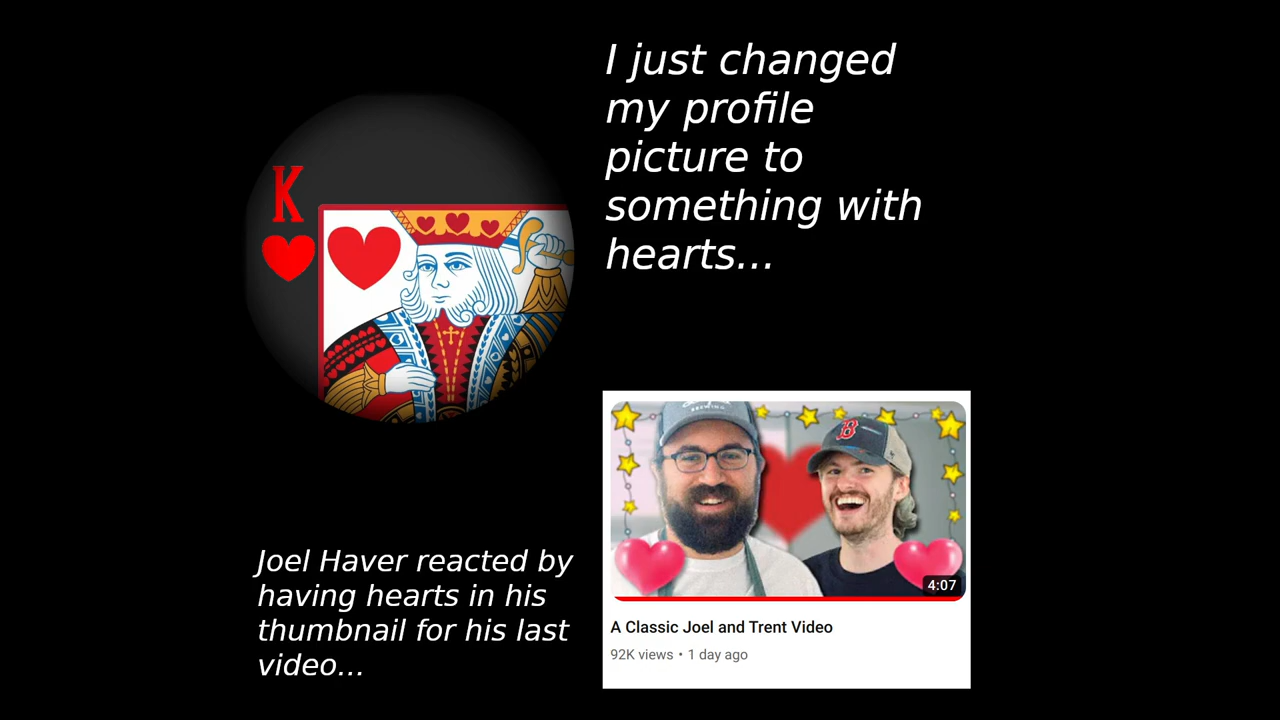 I just changed
my profile
picture to
something with
hearts...
K
BREWING
B
4:07
Joel Haver reacted by
having hearts in his
thumbnail for his last
video...
A Classic Joel and Trent Video
92K views • 1 day ago